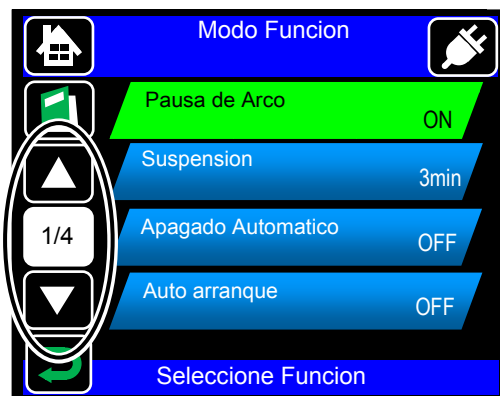 Modo Funcion
Pausa de Arco
ON
Suspension
3min
1/4
Apagado Automatico
OFF
Auto arranque
OFF
Seleccione Funcion